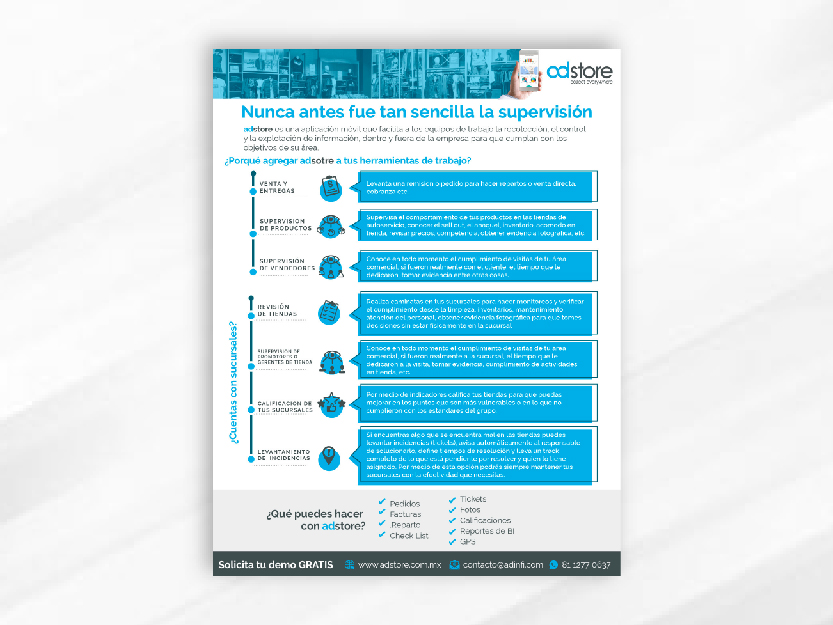 adstore
collect everywhere
Nunca antes fue tan sencilla la supervisión
adstore es una aplicación móvil que facilita a los equipos de trabajo la recolección, el control
y la explotación de información, dentro y fuera de la empresa para que cumplan con los
objetivos de su área.
¿Porqué agregar adsotre a tus herramientas de trabajo?
VENTA Y
ENTREGAS
Levanta una remisión o pedido para hacer repartos o venta directa,
cobranza etc
SUPERVISION
DE PRODUCTOS
Supervisa el comportamiento de tus productos en las tiendas de
autoservicio, conocer el sell out, el anaquel, inventario, acomodo en
tienda, revisar precios, competencia, obtener evidencia fotográfica, etc
SUPERVISION
DE VENDEDORES
Conoce en todo momento el cumplimiento de visitas de tu área
comercial, si fueron realmente con el cliente, el tiempo que le
dedicaron, tomar evidencia entre otras cosas.
¿Cuentas con sucursales?
REVISIÓN
DE TIENDAS
Realiza caminatas en tus sucursales para hacer monitoreos y verificar
el cumplimiento desde la limpieza, inventarios, mantenimiento
atención del personal, obtener evidencia fotográfica para que tomes
decisiones sin estar físicamente en la sucursal
SUPERVISIÓN DE
PROMOTORES O
GERENTES DE TIENDA
Conoce en todo momento el cumplimiento de visitas de tu área
comercial, si fueron realmente a la sucursal, el tiempo que le
dedicaron a la visita, tomar evidencia, cumplimiento de actividades
en tienda, etc.
CALIFICACION DE
TUS SUCURSALES
Por medio de indicadores califica tus tiendas para que puedas
mejorar en los puntos que son más vulnerables o en lo que no
cumplieron con los estandares del grupo
LEVANTAMIENTO
DE INCIDENCIAS
Si encuentras algo que se encuentra mal en las tiendas puedes
levantar incidencias (tickets), avisa automáticamente al responsable
de solucionarlo, define tiempos de resolución y lleva un track
completo de lo que está pendiente por resolver y quien lo tiene
asignado. Por medio de esta opción podrás siempre mantener tus
sucursales con la efectividad que necesitas.
¿Qué puedes hacer
con adstore?
Pedidos
Facturas
Reparto
Check List
Tickets
Fotos
Calificaciones
Reportes de BI
GPS
Solicita tu demo GRATIS www.adstore.com.mx contacto@adinfi.com 81 1277 0637